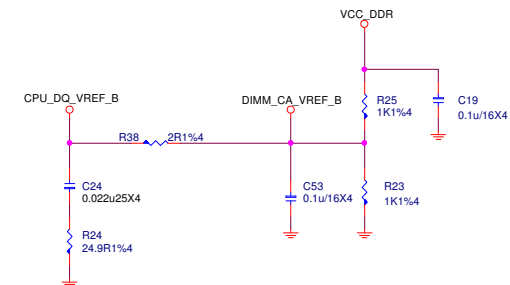 VCC_DDR
CPU_DQ_VREF_B
DIMM_CA_VREF_B
R25
1K1%4
C19
0.1u/16X4
R38 2R1%4
C24
0.022u25X4
C53
0.1u/16X4
R23
1K1%4
R24
24.9R1%4